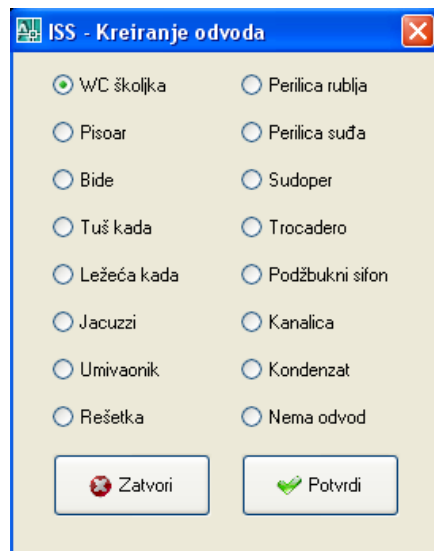 ISS - Kreiranje odvoda
WC školjka
Perilica rublja
Pisoar
Perilica suđa
Bide
Sudoper
Tuš kada
Trocadero
Ležeća kada
Podžbukni sifon
Jacuzzi
Kanalica
Umivaonik
Kondenzat
Rešetka
Nema odvod
Zatvori
Potvrdi